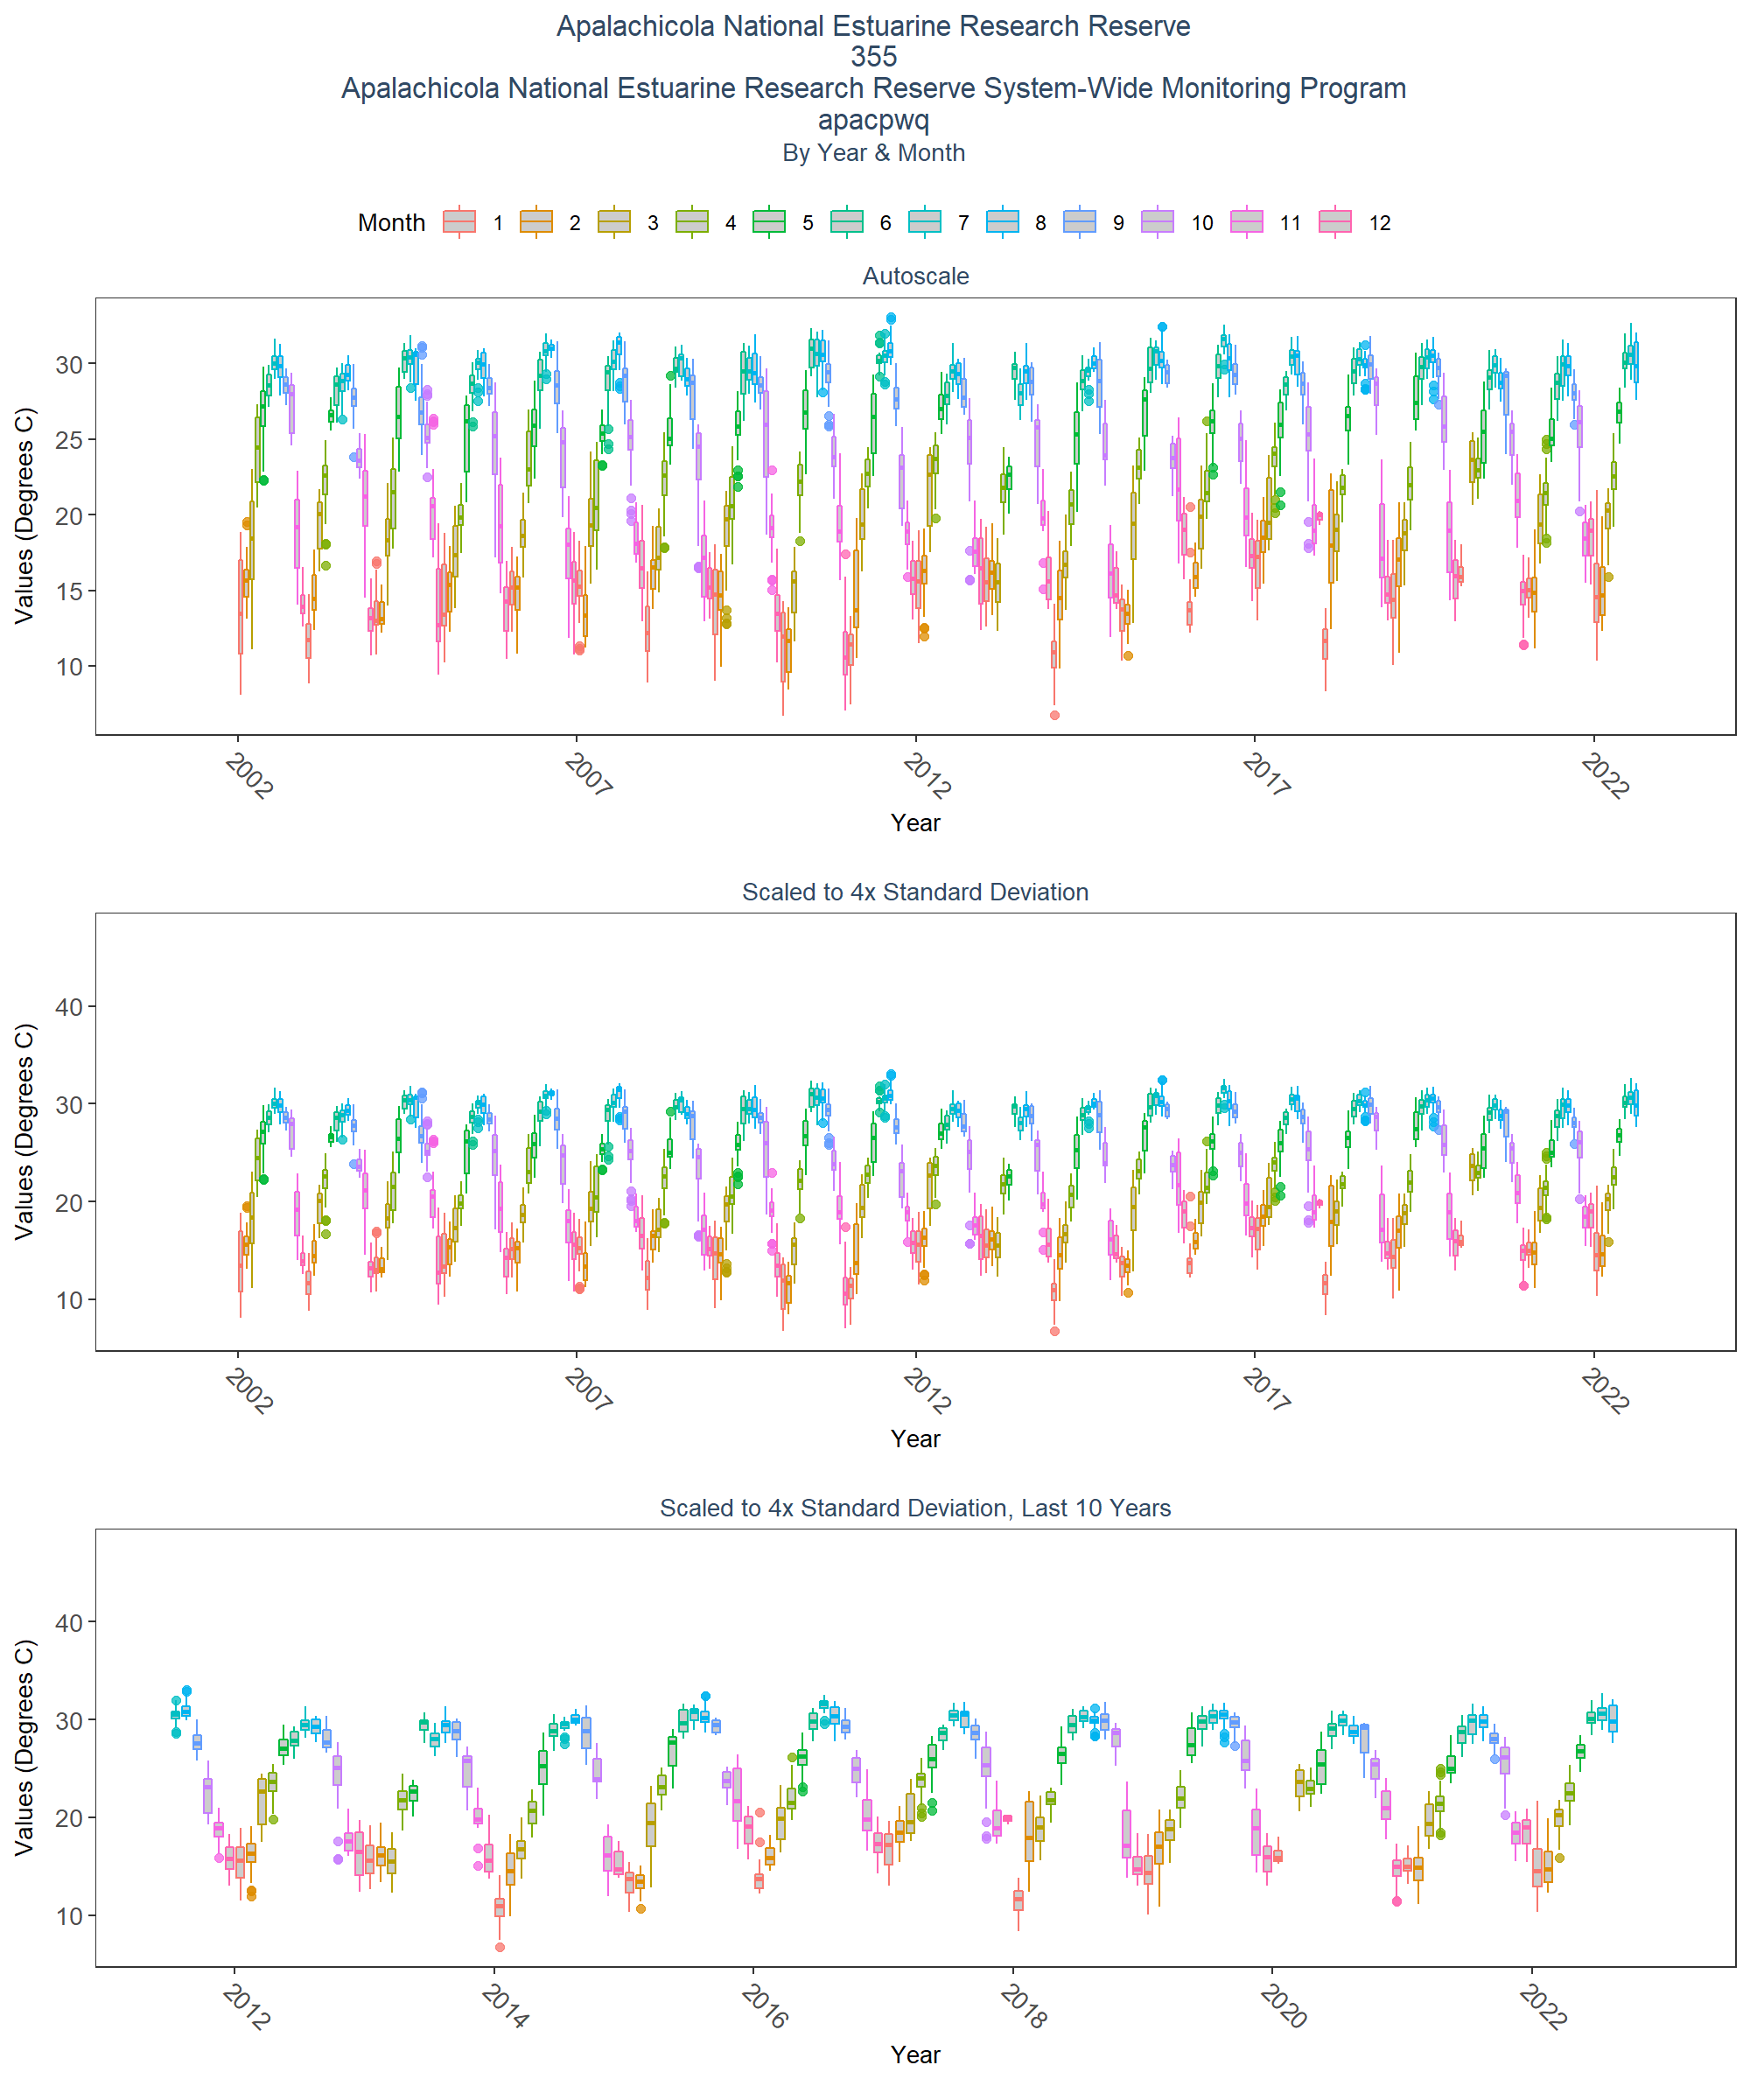 Apalachicola National Estuarine Research Reserve
355
Apalachicola National Estuarine Research Reserve System-Wide Monitoring Program
apacpwq
By Year & Month
Month 1 2 3 4 5 6 7 8 9 10 11 12
Autoscale
Values (Degrees C)
30
25
20
15
10
2002 2007 2012 2017 2022
Year
Scaled to 4x Standard Deviation
Values (Degrees C)
40
30
20
10
2002 2007 2012 2017 2022
Year
Scaled to 4x Standard Deviation, Last 10 Years
Values (Degrees C)
40
30
20
10
2012 2014 2016 2018 2020 2022
Year